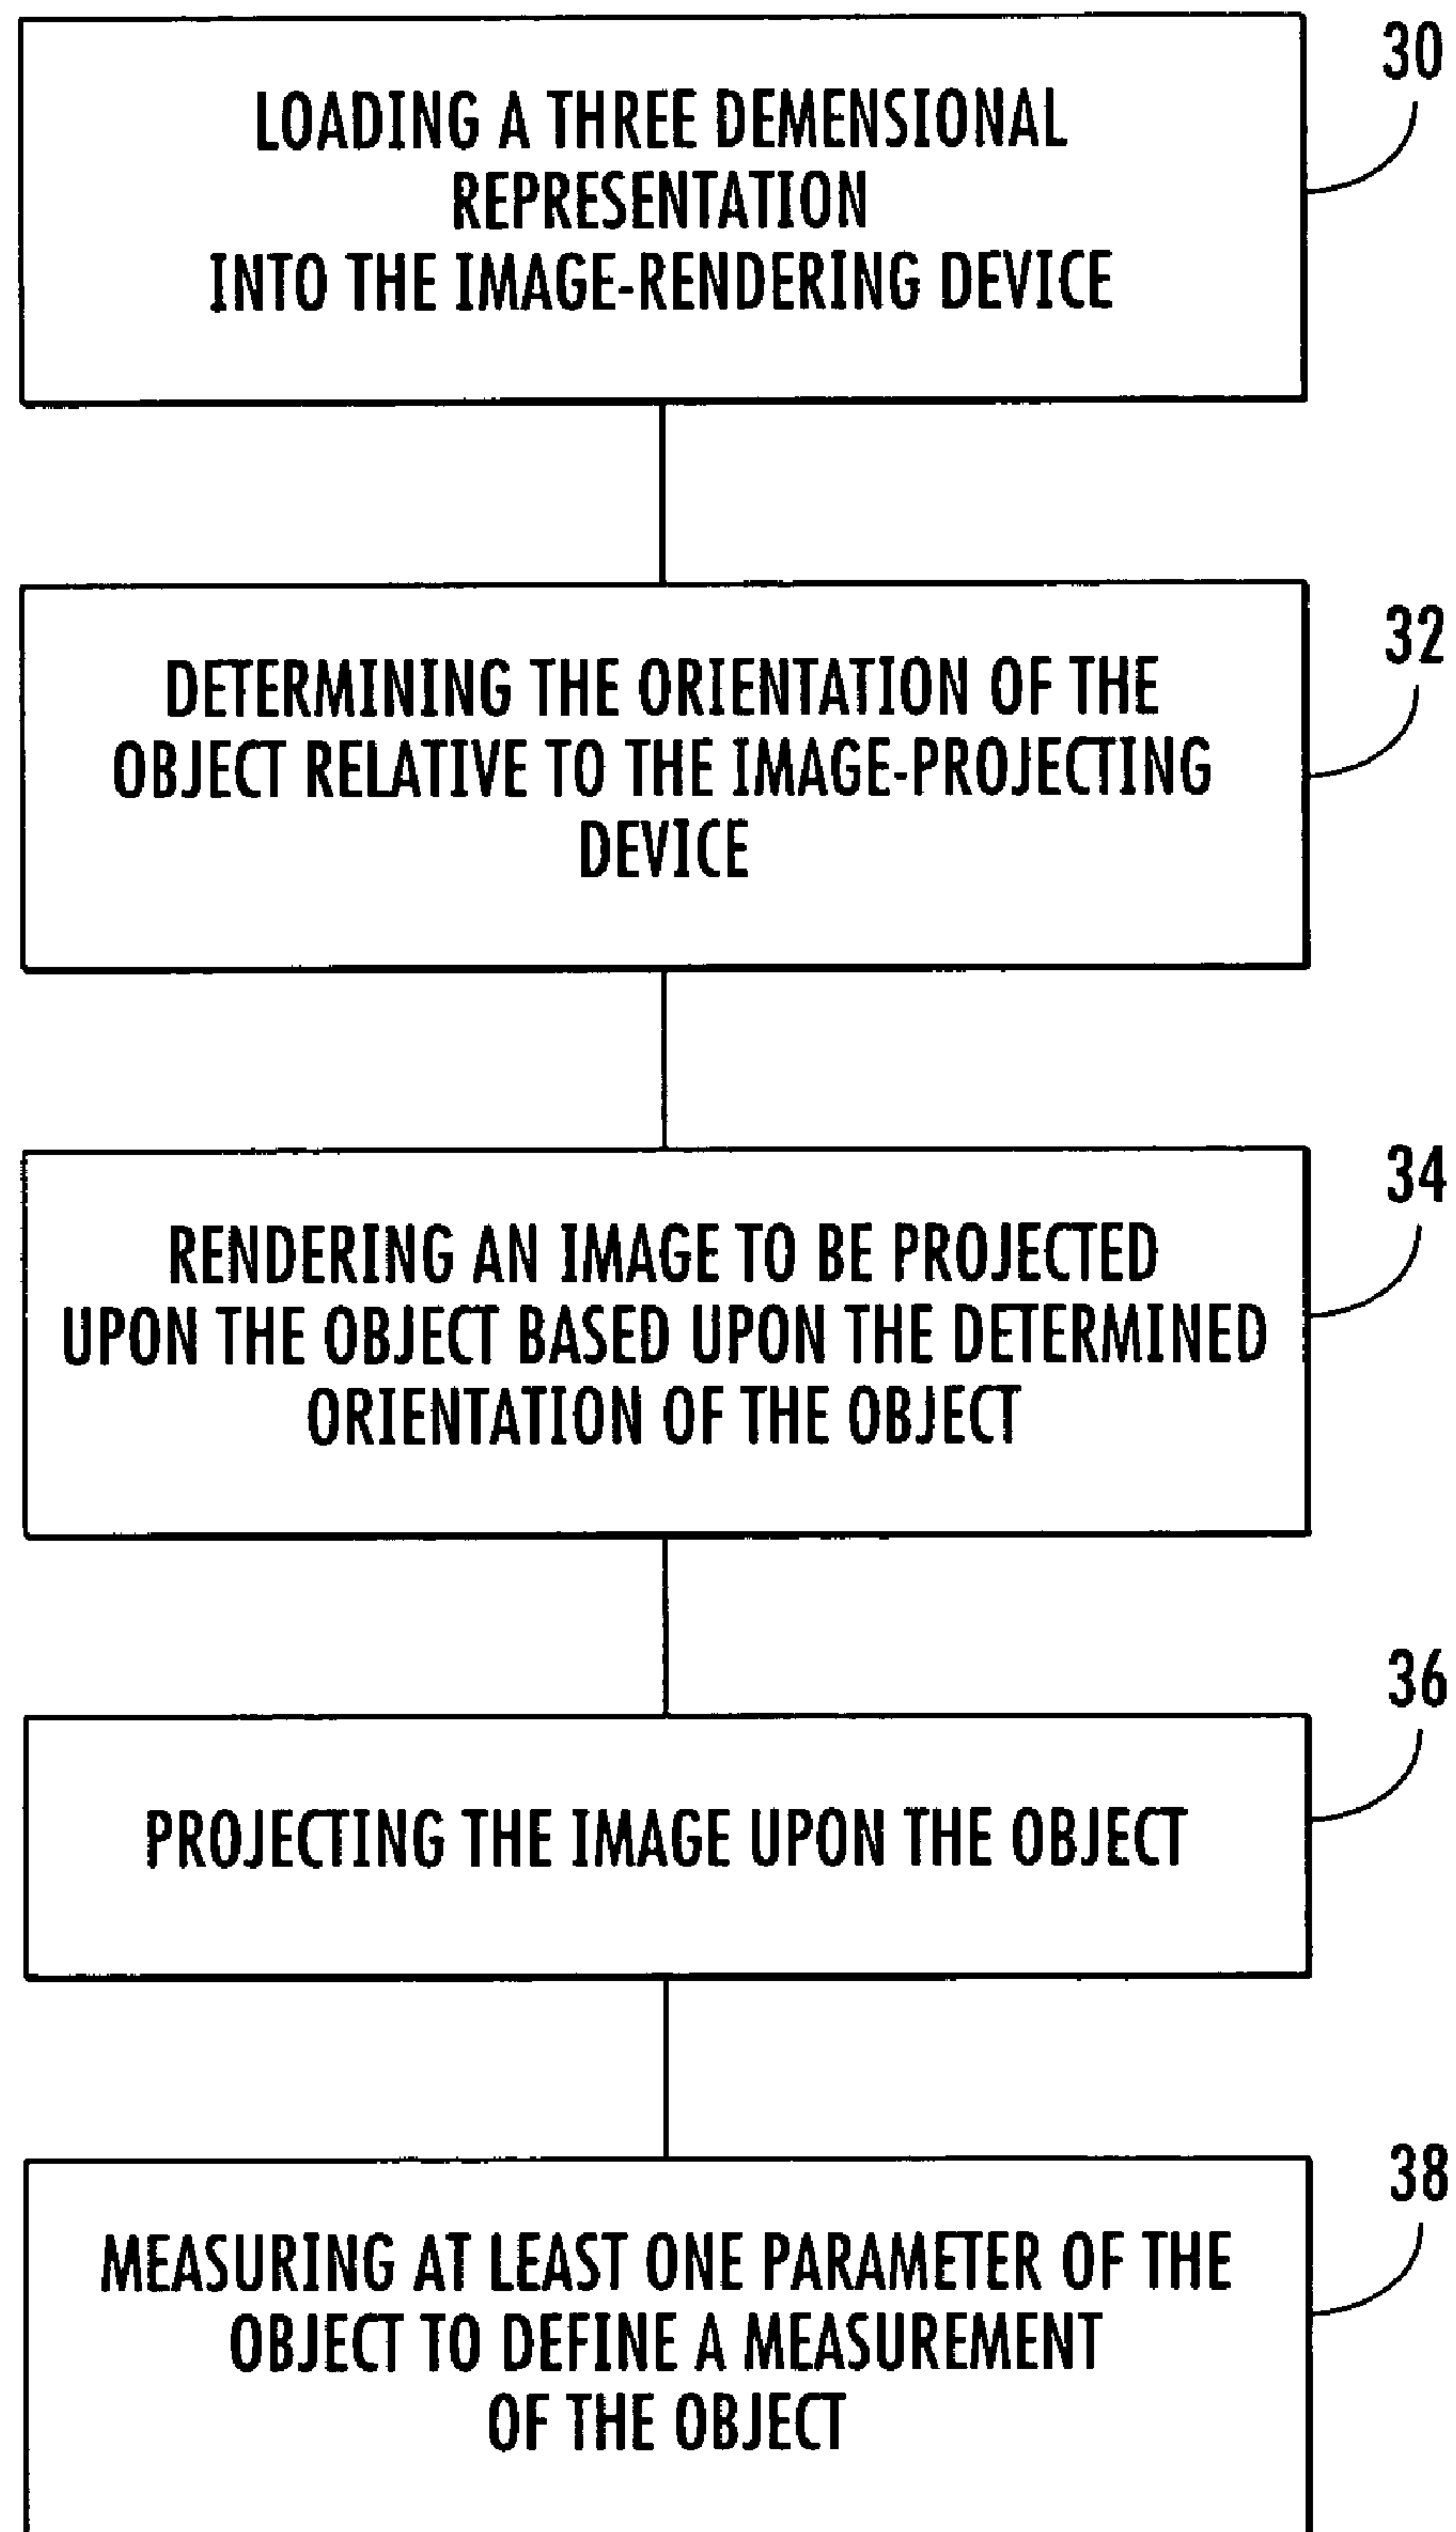 30
LOADING A THREE DEMENSIONAL
REPRESENTATION
INTO THE IMAGE-RENDERING DEVICE
32
DETERMINING THE ORIENTATION OF THE
OBJECT RELATIVE TO THE IMAGE-PROJECTING
DEVICE
34
RENDERING AN IMAGE TO BE PROJECTED
UPON THE OBJECT BASED UPON THE DETERMINED
ORIENTATION OF THE OBJECT
36
PROJECTING THE IMAGE UPON THE OBJECT
38
MEASURING AT LEAST ONE PARAMETER OF THE
OBJECT TO DEFINE A MEASUREMENT
OF THE OBJECT